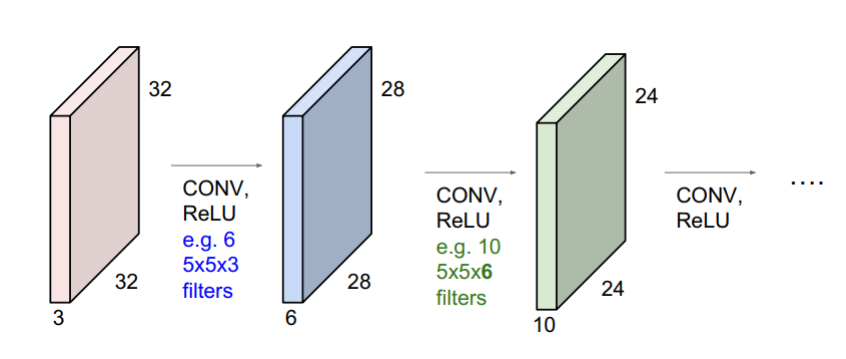 32
32
3
CONV,
ReLU
e.g. 6
5x5x3
filters
28
28
6
CONV,
ReLU
e.g. 10
5x5x6
filters
24
24
10
CONV,
ReLU
....